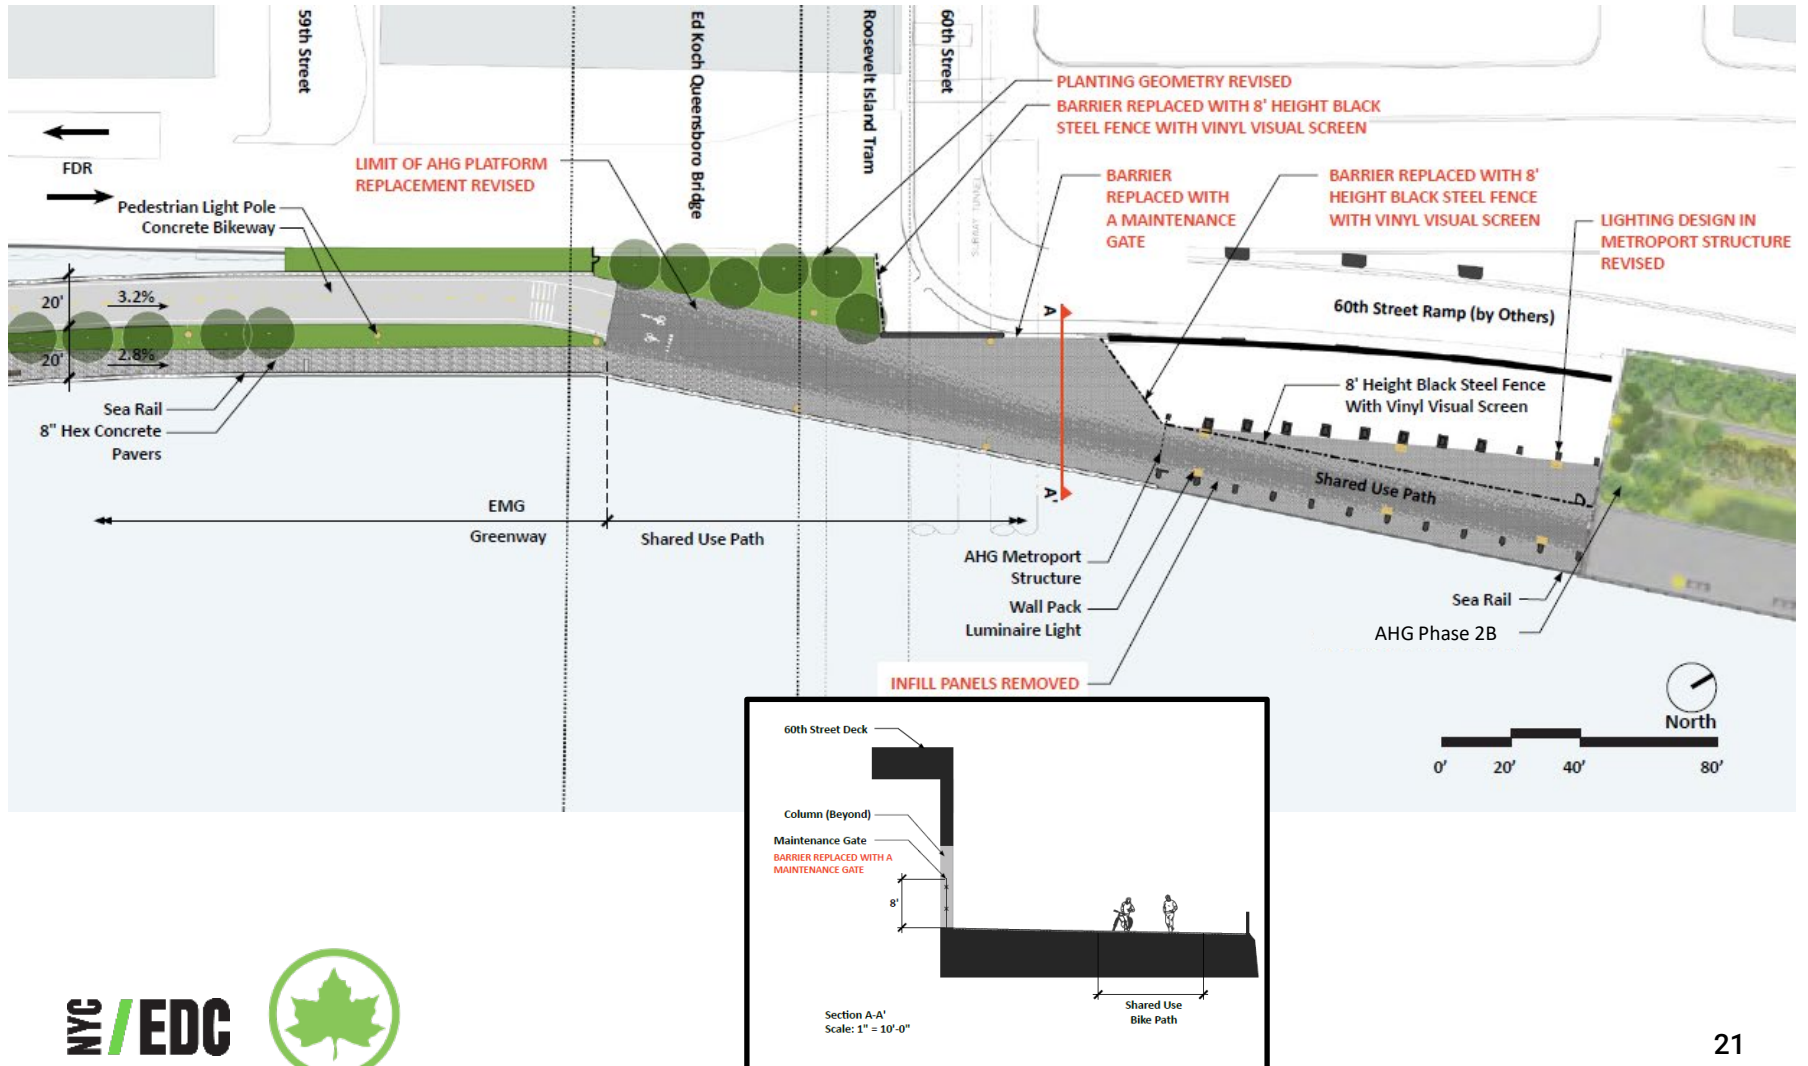 59th Street
Ed Koch Queensboro Bridge
Roosevelt Island Tram
60th Street
PLANTING GEOMETRY REVISED
BARRIER REPLACED WITH 8' HEIGHT BLACK
STEEL FENCE WITH VINYL VISUAL SCREEN
FDR
LIMIT OF AHG PLATFORM
REPLACEMENT REVISED
BARRIER
REPLACED WITH
A MAINTENANCE
GATE
BARRIER REPLACED WITH 8'
HEIGHT BLACK STEEL FENCE
WITH VINYL VISUAL SCREEN
LIGHTING DESIGN IN
METROPORT STRUCTURE
REVISED
Pedestrian Light Pole
Concrete Bikeway
SUBWAY TUNNEL
20'
3.2%
20'
2.8%
A
60th Street Ramp (by Others)
8' Height Black Steel Fence
With Vinyl Visual Screen
Sea Rail
8" Hex Concrete
Pavers
Shared Use Path
A'
EMG
Greenway
Shared Use Path
AHG Metroport
Structure
Wall Pack
Luminaire Light
Sea Rail
AHG Phase 2B
INFILL PANELS REMOVED
North
0'
20'
40'
80'
60th Street Deck
Column (Beyond)
Maintenance Gate
BARRIER REPLACED WITH A
MAINTENANCE GATE
8'
Shared Use
Bike Path
Section A-A'
Scale: 1" = 10'-0"
NYC/EDC
21